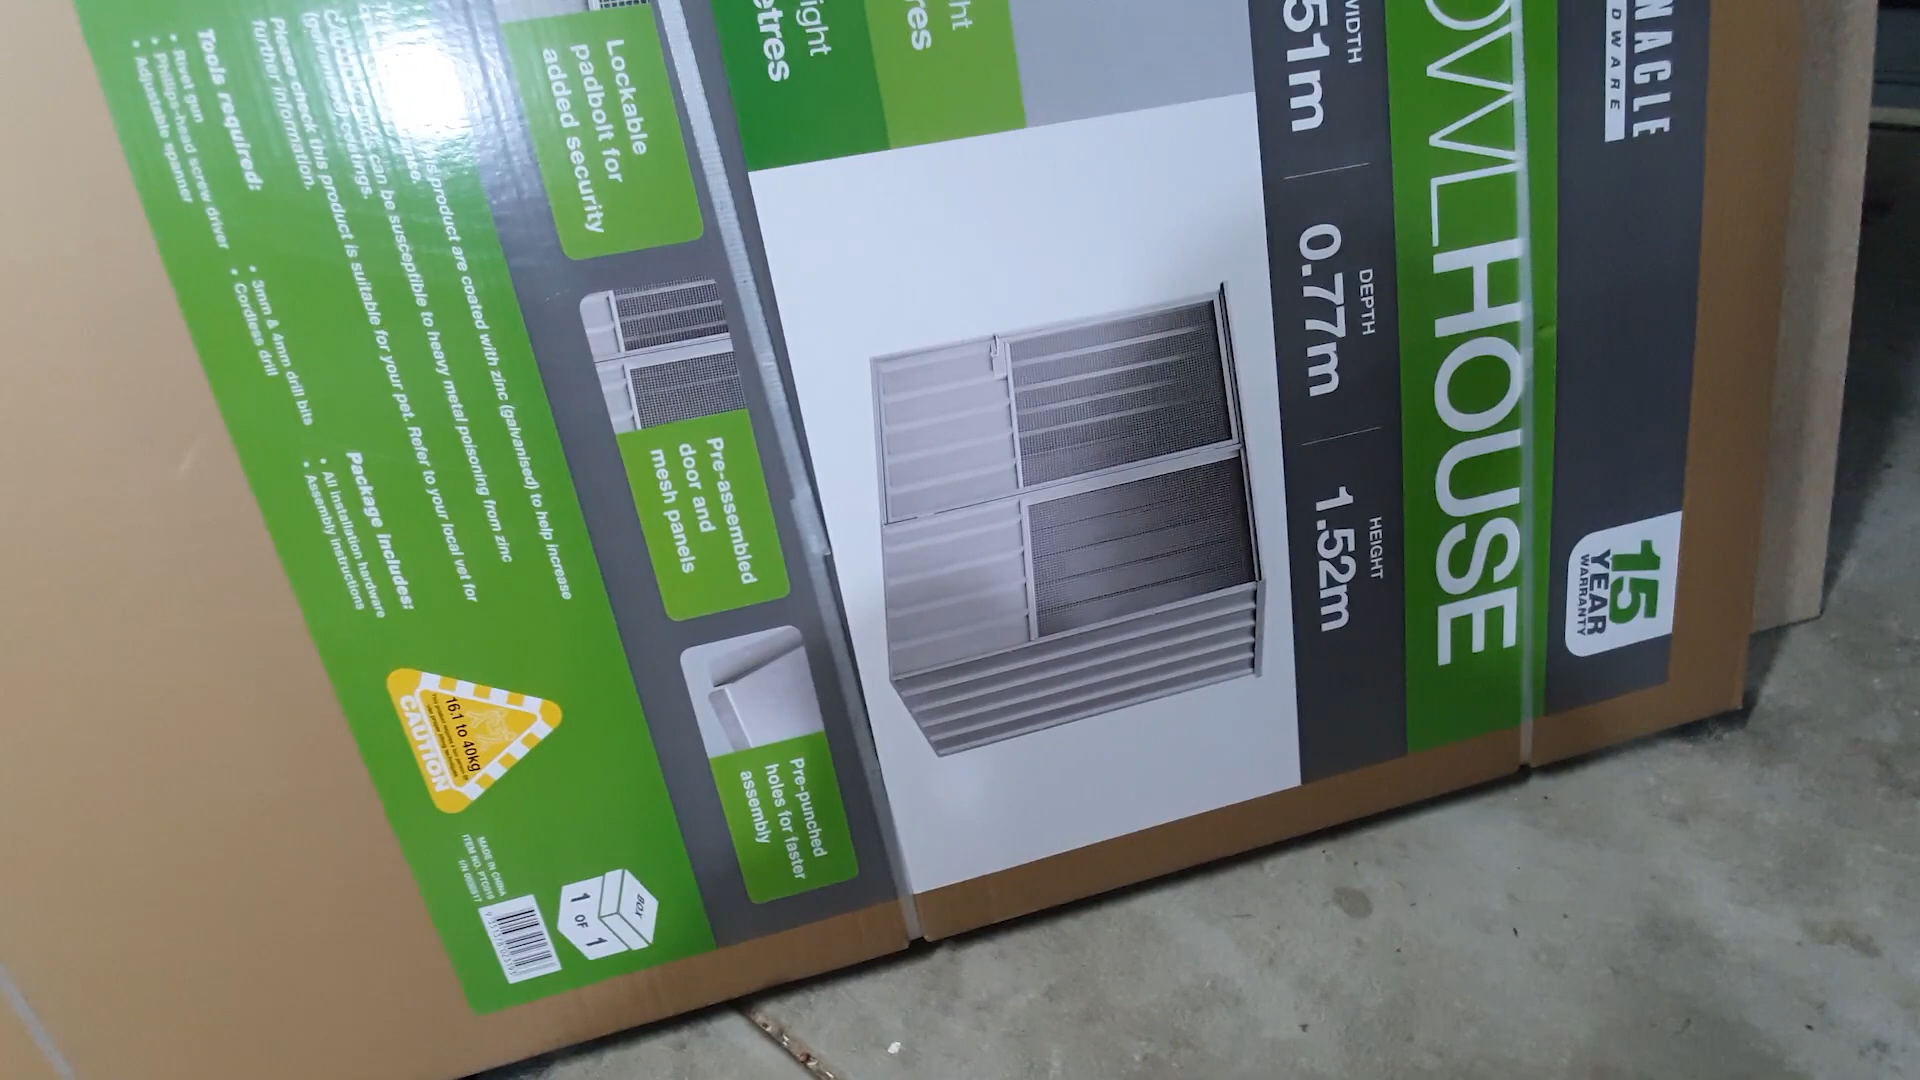 NAGLE
DWARE
15
YEAR
WARRANTY
OWLHOUSE
WIDTH
51m
DEPTH
0.77m
HEIGHT
1.52m
ht
res
ight
etres
Lockable
padbolt for
added security
Pre-assembled
door and
mesh panels
Pre-punched
holes for faster
assembly
product are coated with zinc (galvanised) to help increase
can be susceptible to heavy metal poisoning from zinc
(galvanised) coatings.
Please check this product is suitable for your pet. Refer to your local vet for
further information.
Tools required:
• Rivet gun
• Phillips-head screw driver
• Adjustable spanner
• 3mm & 4mm drill bits
• Cordless drill
Package includes:
• All installation hardware
• Assembly instructions
16.1 to 40kg
CAUTION
MADE IN CHINA
BOX
1 OF 1